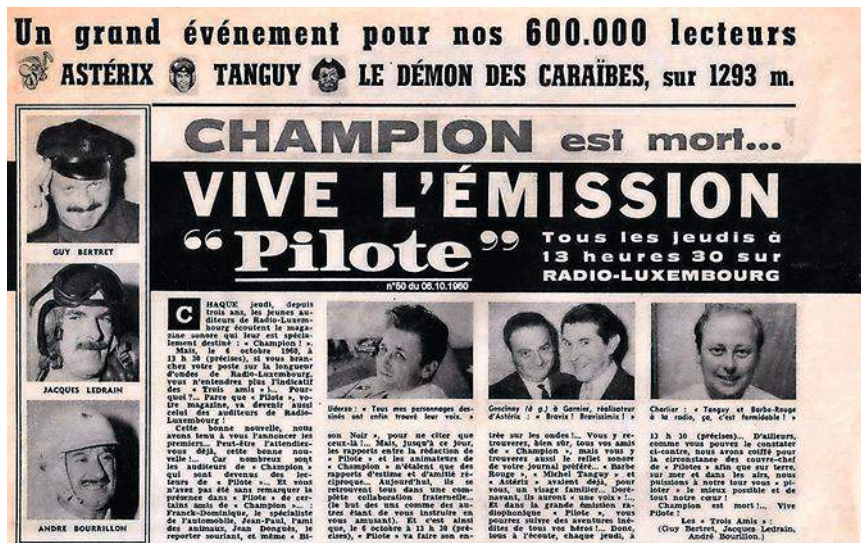 Un grand événement pour nos 600.000 lecteurs
ASTÉRIX TANGUY LE DÉMON DES CARAÏBES, sur 1293 m.
CHAMPION est mort...
VIVE L'ÉMISSION
"Pilote"
Tous les jeudis à
13 heures 30 sur
RADIO-LUXEMBOURG
n°50 du 06.10.1960
GUY BERTRET
JACQUES LEDRAIN
ANDRE BOURRILLON
CHAQUE jeudi, depuis
trois ans, les jeunes au-
diteurs de Radio-Luxem-
bourg écoutent le maga-
zine sonore qui leur est spécia-
lement destiné : « Champion ! ».
Mais, le 6 octobre 1960, à
13 h 30 (précises), si vous bran-
chez votre poste sur la longueur
d'ondes de Radio-Luxembourg,
vous n'entendrez plus l'indicatif
des « Trois amis »!... Pour-
quoi ?... Parce que « Pilote », vo-
tre magazine, va devenir aussi
celui des auditeurs de Radio-
Luxembourg !
Cette bonne nouvelle, nous
avons tenu à vous l'annoncer les
premiers... Peut-être l'attendiez-
vous déjà, cette bonne nou-
velle !... Car nombreux sont
les auditeurs de « Champion »
qui sont devenus des lec-
teurs de « Pilote »... Et vous
n'avez pas été sans remarquer la
présence dans « Pilote » de cer-
tains amis de « Champion »... :
Franck-Dominique, le spécialiste
de l'automobile, Jean-Paul, l'ami
des animaux, Jean Dongués, le
reporter souriant, et même « Bi-
Uderzo : « Tous mes personnages des-
sinés ont enfin trouvé leur voix. »
son Noir », pour ne citer que
ceux-là !... Mais, jusqu'à ce jour,
les rapports entre la rédaction de
« Pilote » et les animateurs de
« Champion » n'étaient que des
rapports d'estime et d'amitié ré-
ciproque... Aujourd'hui, ils se
retrouvent tous dans une com-
plète collaboration fraternelle...
(le but des uns comme des au-
tres étant de vous instruire en
vous amusant). Et c'est ainsi
que, le 6 octobre à 13 h 30 (pré-
cises), « Pilote » va faire son en-
Goscinny (à g.) à Garnier, réalisateur
d'Astérix : « Bravix ! Bravissimix ! »
trée sur les ondes !... Vous y re-
trouverez, bien sûr, tous vos amis
de « Champion », mais vous y
trouverez aussi le reflet sonore
de votre journal préféré... « Barbe
Rouge », « Michel Tanguy » et
« Astérix » avaient déjà, pour
vous, un visage familier... Doré-
navant, ils auront « une voix » !...
Et dans la grande émission ra-
diophonique « Pilote », vous
pourrez suivre des aventures iné-
dites de tous vos héros !... Donc,
tous à l'écoute, chaque jeudi, à
Charlier : « Tanguy et Barbe-Rouge
à la radio, ça, c'est formidable ! »
13 h 30 (précises)... D'ailleurs,
comme vous pouvez le constater
ci-contre, nous avons coiffé pour
la circonstance des couvre-chef
de « Pilotes » afin que sur terre,
sur mer et dans les airs, nous
puissions à notre tour vous « pi-
loter » le mieux possible et de
tout notre cœur !
Champion est mort !... Vive
Pilote !
Les « Trois Amis » :
(Guy Bertret, Jacques Ledrain,
André Bourrillon.)